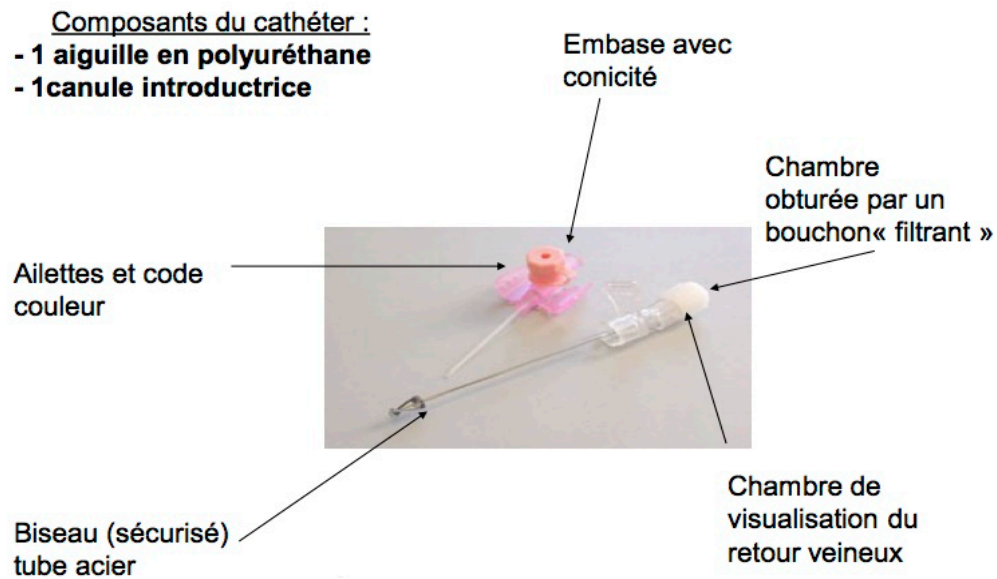 Composants du cathéter :
- 1 aiguille en polyuréthane
- 1canule introductrice
Embase avec
conicité
Chambre
obturée par un
bouchon« filtrant »
Ailettes et code
couleur
Biseau (sécurisé)
tube acier
Chambre de
visualisation du
retour veineux